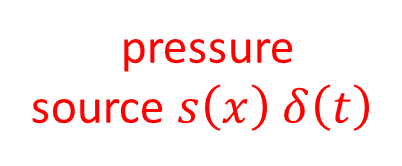 pressure
source s(x) δ(t)